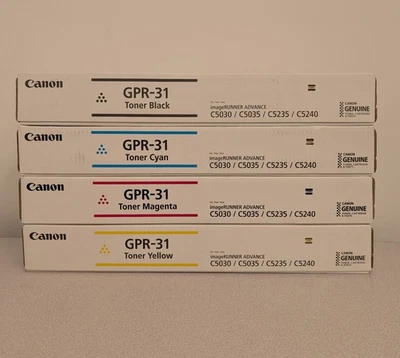 Canon
GPR-31
Toner Black
imageRUNNER ADVANCE
C5030 / C5035 / C5235 / C5240
CANON
GENUINE
Canon
GPR-31
Toner Cyan
imageRUNNER ADVANCE
C5030 / C5035 / C5235 / C5240
CANON
GENUINE
Canon
GPR-31
Toner Magenta
imageRUNNER ADVANCE
C5030 / C5035 / C5235 / C5240
CANON
GENUINE
Canon
GPR-31
Toner Yellow
imageRUNNER ADVANCE
C5030 / C5035 / C5235 / C5240
CANON
GENUINE